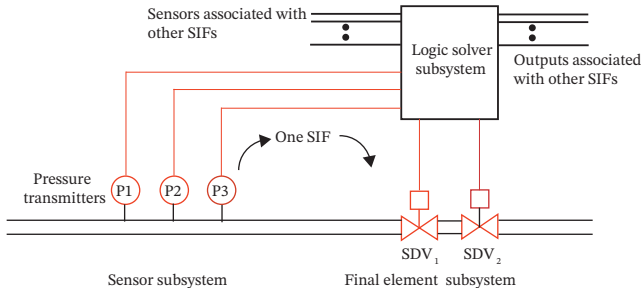 Sensors associated with
other SIFs
Logic solver
subsystem
Outputs associated
with other SIFs
One SIF
Pressure
transmitters
P1
P2
P3
SDV₁
SDV₂
Sensor subsystem
Final element subsystem